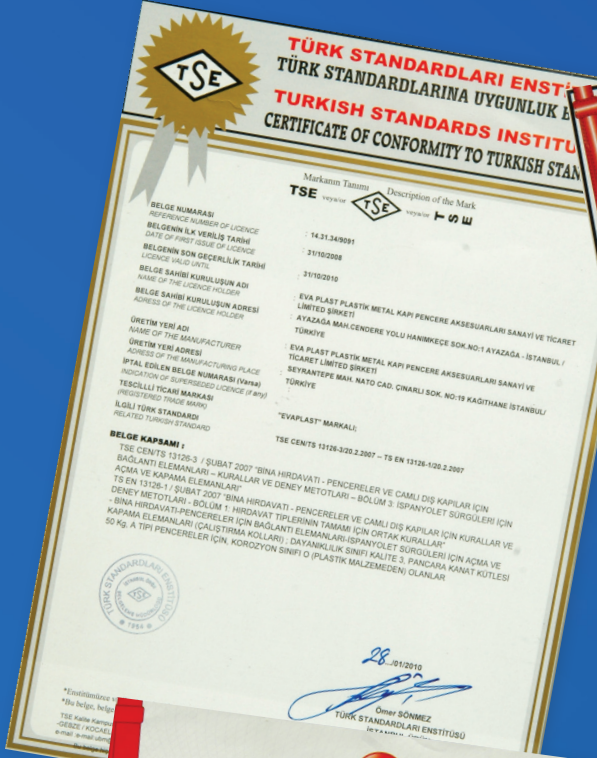 TSE
TÜRK STANDARDLARI
TÜRK STANDARDLARINA UYGUNLUK
TURKISH STANDARDS
CERTIFICATE OF CONFORMITY TO TURKISH
Markanın Tanımı Description of the Mark
TSE veya/or TSE veya/or TSE
BELGE NUMARASI
REFERENCE NUMBER OF LICENCE
: 14.31.34/9091
BELGENİN İLK VERİLİŞ TARİHİ
DATE OF FIRST ISSUE OF LICENCE
: 31/10/2008
BELGENİN SON GEÇERLİLİK TARİHİ
LICENCE VALID UNTIL
: 31/10/2010
BELGE SAHİBİ KURULUŞUN ADI
NAME OF THE LICENCE HOLDER
: EVA PLAST PLASTİK METAL KAPI PENCERE AKSESUARLARI SANAYİ VE TİCARET
LİMİTED ŞİRKETİ
BELGE SAHİBİ KURULUŞUN ADRESİ
ADRESS OF THE LICENCE HOLDER
: AYAZAĞA MAH.CENDERE YOLU HANIMKEÇE SOK.NO:1 AYAZAĞA - İSTANBUL /
TÜRKİYE
ÜRETİM YERİ ADI
NAME OF THE MANUFACTURER
: EVA PLAST PLASTİK METAL KAPI PENCERE AKSESUARLARI SANAYİ VE
TİCARET LİMİTED ŞİRKETİ
ÜRETİM YERİ ADRESİ
ADRESS OF THE MANUFACTURING PLACE
: SEYRANTEPE MAH. NATO CAD. ÇINARLI SOK. NO:19 KAĞITHANE İSTANBUL/
TÜRKİYE
İPTAL EDİLEN BELGE NUMARASI (Varsa)
INDICATION OF SUPERSEDED LICENCE (if any)
TESCİLLLİ TİCARİ MARKASI
(REGISTERED TRADE MARK)
"EVAPLAST" MARKALI;
İLGİLİ TÜRK STANDARDI
RELATED TURKISH STANDARD
TSE CEN/TS 13126-3/20.2.2007 – TS EN 13126-1/20.2.2007
BELGE KAPSAMI :
TSE CEN/TS 13126-3 / ŞUBAT 2007 "BİNA HIRDAVATI - PENCERELER VE CAMLI DIŞ KAPILAR İÇİN
BAĞLANTI ELEMANLARI – KURALLAR VE DENEY METOTLARI – BÖLÜM 3: İSPANYOLET SÜRGÜLERİ İÇİN
AÇMA VE KAPAMA ELEMANLARI"
TS EN 13126-1 / ŞUBAT 2007 "BİNA HIRDAVATI - PENCERELER VE CAMLI DIŞ KAPILAR İÇİN KURALLAR VE
DENEY METOTLARI - BÖLÜM 1: HIRDAVAT TİPLERİNİN TAMAMI İÇİN ORTAK KURALLAR"
- BİNA HIRDAVATI-PENCERELER İÇİN BAĞLANTI ELEMANLARI-İSPANYOLET SÜRGÜLERİ İÇİN AÇMA VE
KAPAMA ELEMANLARI (ÇALIŞTIRMA KOLLARI) ; DAYANIKLILIK SINIFI KALİTE 3, PANCARA KANAT KÜTLESİ
50 Kg, A TİPİ PENCERELER İÇİN, KOROZYON SINIFI O (PLASTİK MALZEMEDEN) OLANLAR
TÜRK STANDARDLARI ENSTİTÜSÜ
TSE
1954
28./01/2010
Ömer SÖNMEZ
TÜRK STANDARDLARI ENSTİTÜSÜ
*Enstitümüzce
*Bu belge,
TSE Kalite
-GEBZE /
e-mail
Bu belge